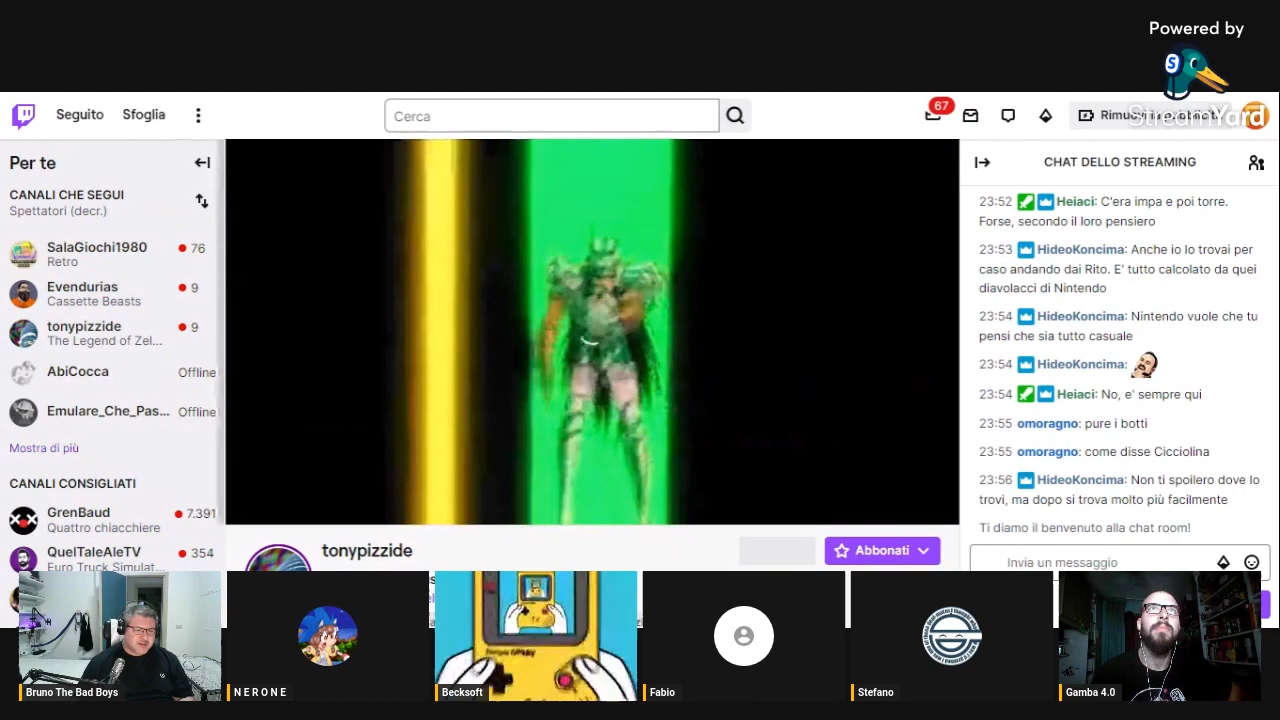 Powered by
StreamYard
Seguito Sfoglia
Cerca
67
Per te
CANALI CHE SEGUI
Spettatori (decr.)
SalaGiochi1980 76
Retro
Evendurias 9
Cassette Beasts
tonypizzide 9
The Legend of Zel...
AbiCocca Offline
Emulare_Che_Pas... Offline
Mostra di più
CANALI CONSIGLIATI
GrenBaud 7.391
Quattro chiacchiere
QuelTaleAleTV 354
Euro Truck Simulat...
tonypizzide
Abbonati
CHAT DELLO STREAMING
23:52 Heiaci: C'era impa e poi torre.
Forse, secondo il loro pensiero
23:53 HideoKoncima: Anche io lo trovai per
caso andando dai Rito. E' tutto calcolato da quei
diavolacci di Nintendo
23:54 HideoKoncima: Nintendo vuole che tu
pensi che sia tutto casuale
23:54 HideoKoncima:
23:54 Heiaci: No, e' sempre qui
23:55 omoragno: pure i botti
23:55 omoragno: come disse Cicciolina
23:56 HideoKoncima: Non ti spoilero dove lo
trovi, ma dopo si trova molto più facilmente
Ti diamo il benvenuto alla chat room!
Invia un messaggio
Bruno The Bad Boys
N E R O N E
Becksoft
Fabio
Stefano
Gamba 4.0